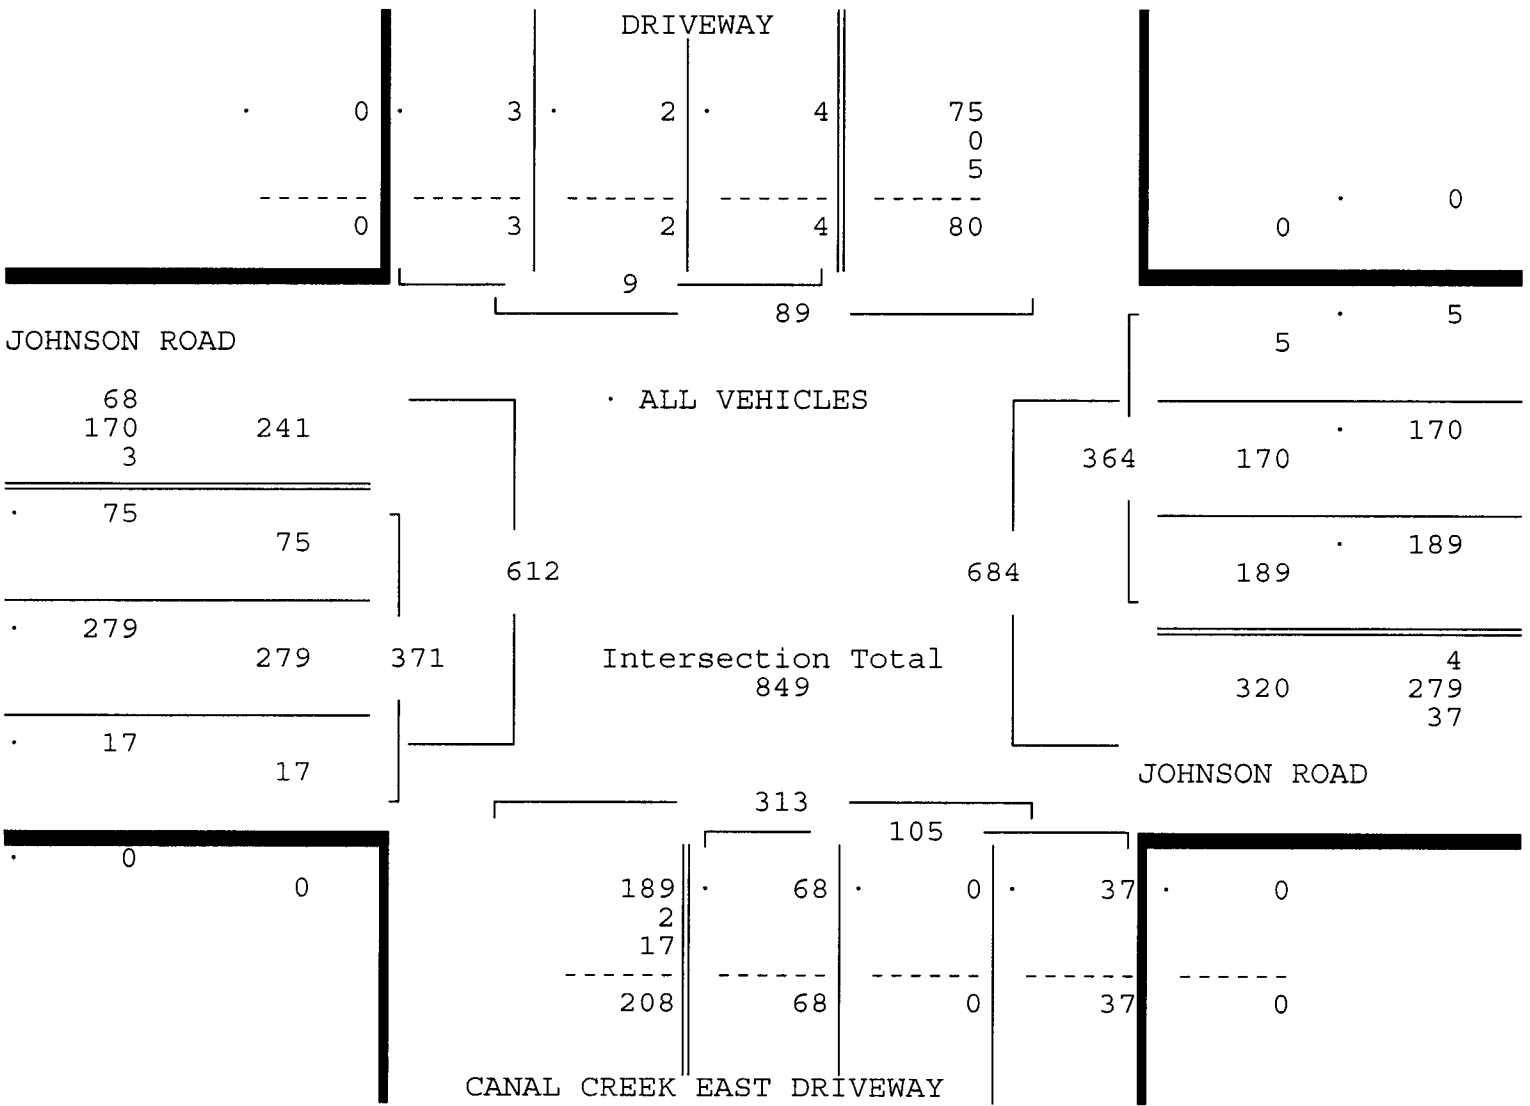 DRIVEWAY
· 0 · 3 · 2 · 4 75
0
5
------ ------ ------ ------ ------
· 0
0 3 2 4 80 0
9
89
· 5
JOHNSON ROAD 5
68 · ALL VEHICLES
170 241 · 170
3 364 170
· 75
75 · 189
612 684 189
· 279
279 371 Intersection Total 4
849 320 279
37
· 17
17 JOHNSON ROAD
313
105
· 0
0 189 · 68 · 0 · 37 · 0
2
17
------ ------ ------ ------ ------
208 68 0 37 0
CANAL CREEK EAST DRIVEWAY